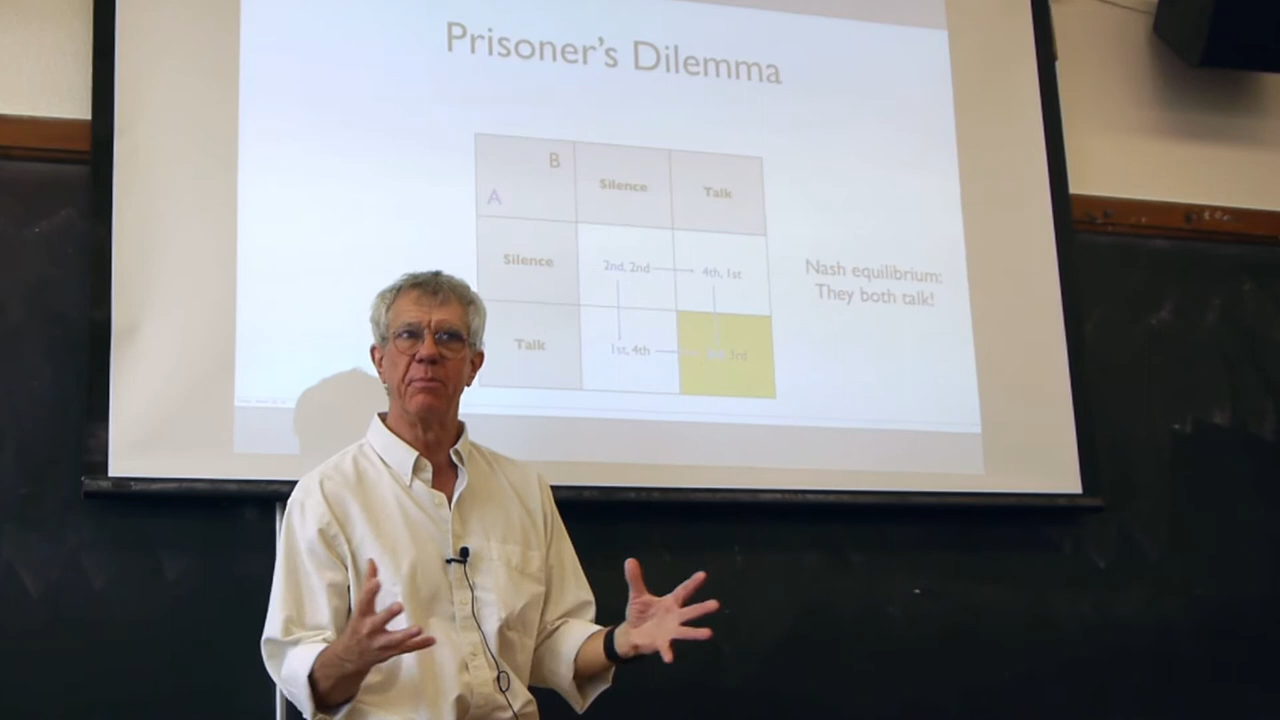 Prisoner's Dilemma
B
A
Silence
Talk
Silence
2nd, 2nd
4th, 1st
Talk
1st, 4th
3rd
Nash equilibrium:
They both talk!